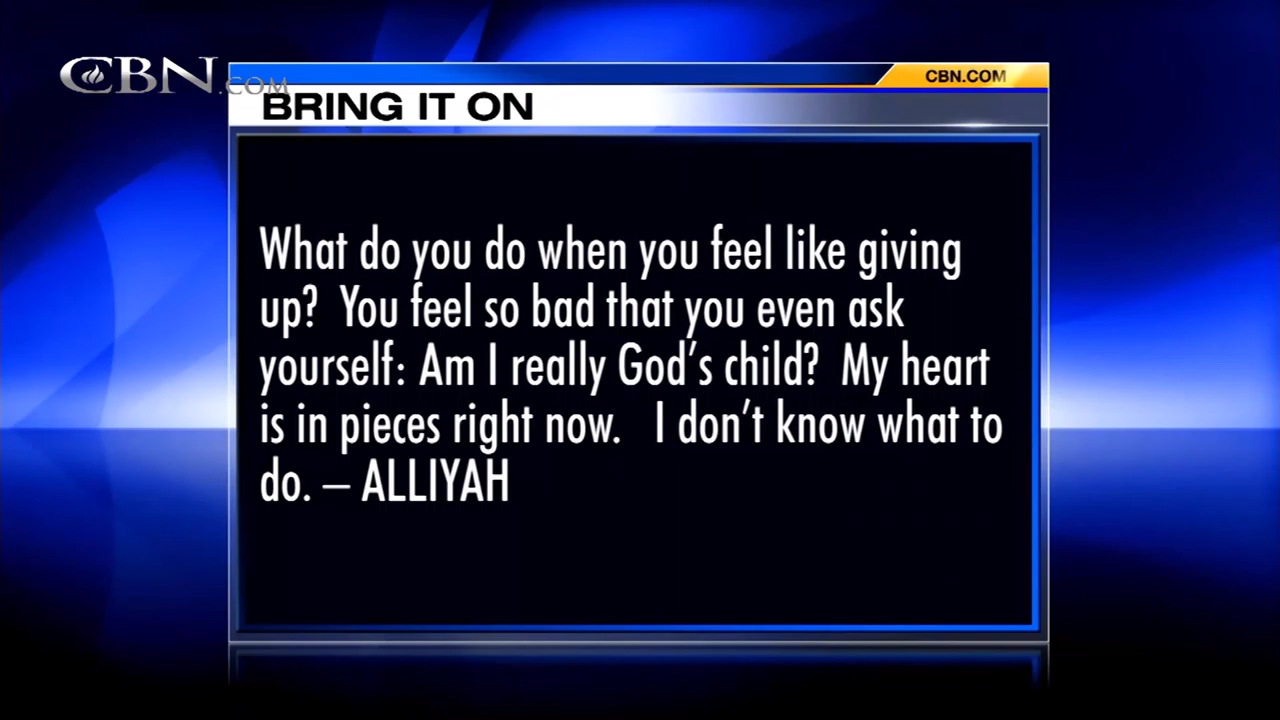 CBN.COM
CBN.COM
BRING IT ON
What do you do when you feel like giving
up?  You feel so bad that you even ask
yourself: Am I really God's child?  My heart
is in pieces right now.   I don't know what to
do. – ALLIYAH